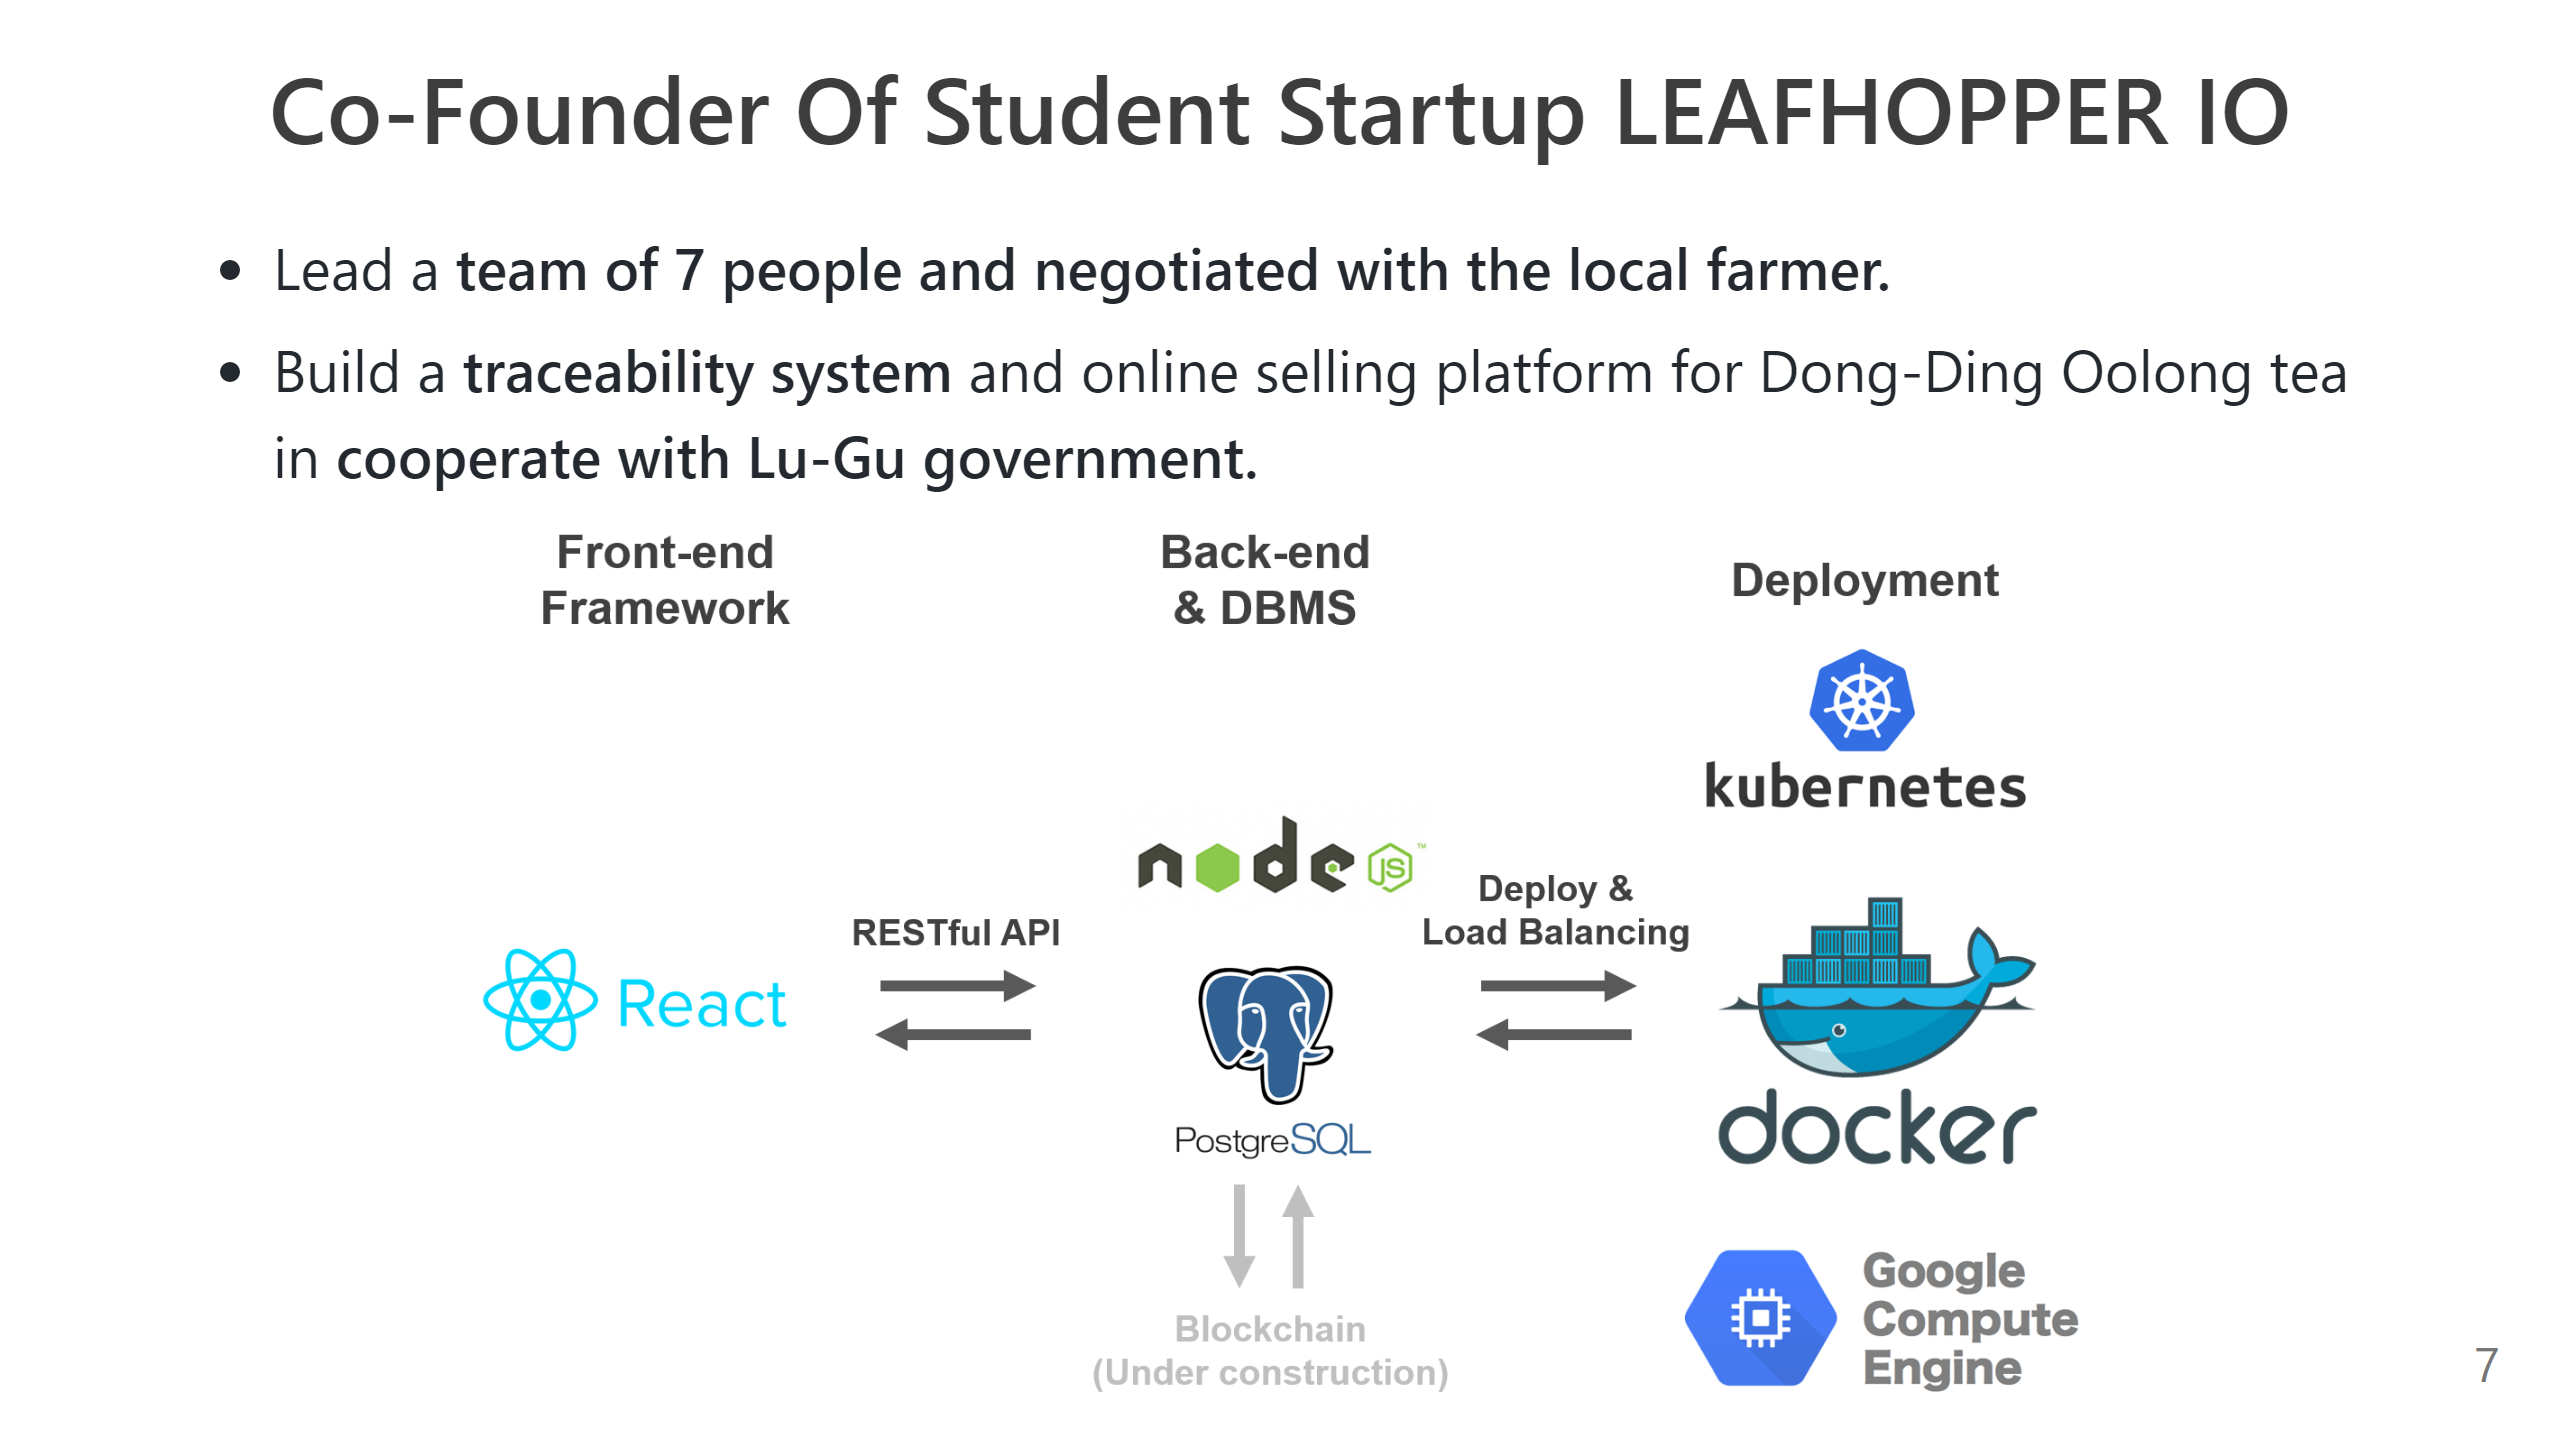 Co-Founder Of Student Startup LEAFHOPPER IO
• Lead a team of 7 people and negotiated with the local farmer.
• Build a traceability system and online selling platform for Dong-Ding Oolong tea
in cooperate with Lu-Gu government.
Front-end
Framework
Back-end
& DBMS
Deployment
kubernetes
node JS™
Deploy &
Load Balancing
RESTful API
React
PostgreSQL
docker
Blockchain
(Under construction)
Google
Compute
Engine
7